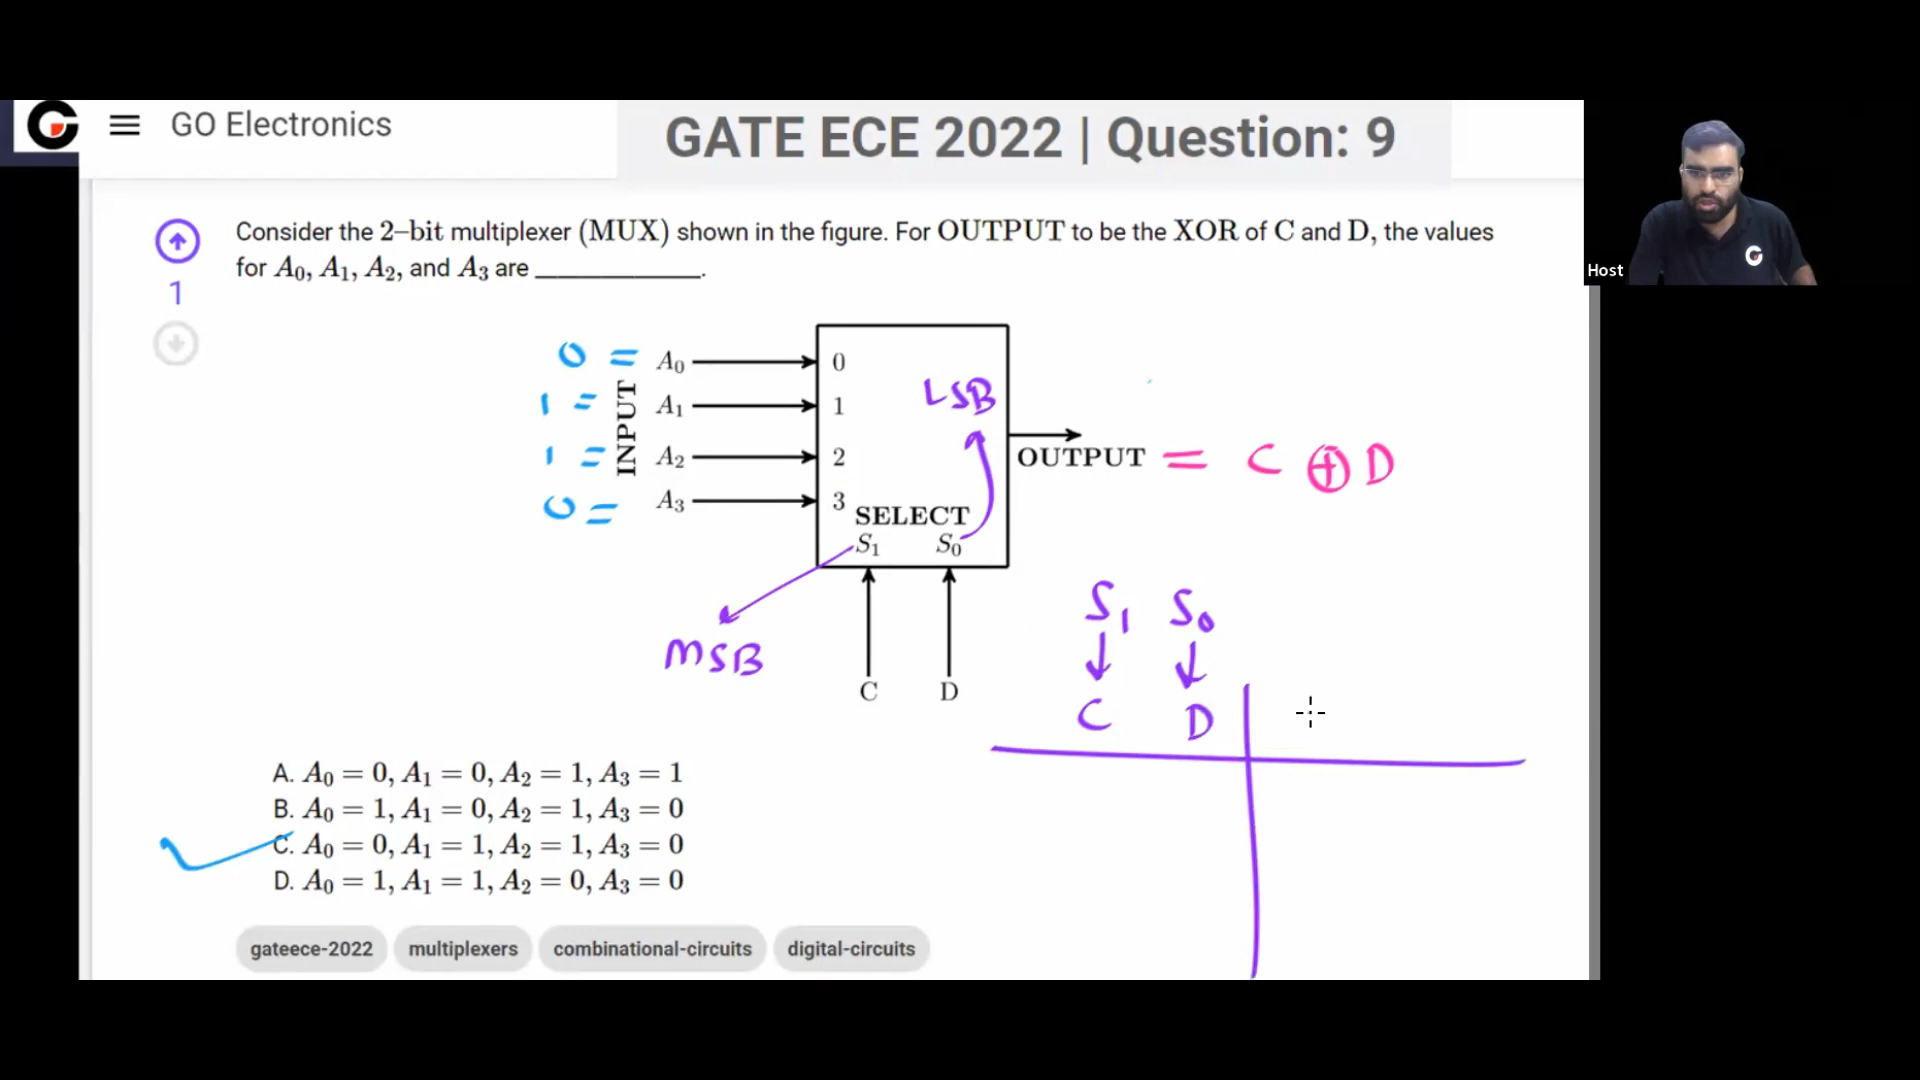 GO Electronics
GATE ECE 2022 | Question: 9
Host
1
Consider the 2–bit multiplexer (MUX) shown in the figure. For OUTPUT to be the XOR of C and D, the values
for A₀, A₁, A₂, and A₃ are ____________.
0 = A₀ 0
1 = A₁ 1
1 = A₂ 2
0 = A₃ 3
INPUT
LSB
OUTPUT = C ⊕ D
SELECT
S₁ S₀
MSB
C D
S₁ S₀
↓ ↓
C D
A. A₀ = 0, A₁ = 0, A₂ = 1, A₃ = 1
B. A₀ = 1, A₁ = 0, A₂ = 1, A₃ = 0
C. A₀ = 0, A₁ = 1, A₂ = 1, A₃ = 0
D. A₀ = 1, A₁ = 1, A₂ = 0, A₃ = 0
gateece-2022 multiplexers combinational-circuits digital-circuits